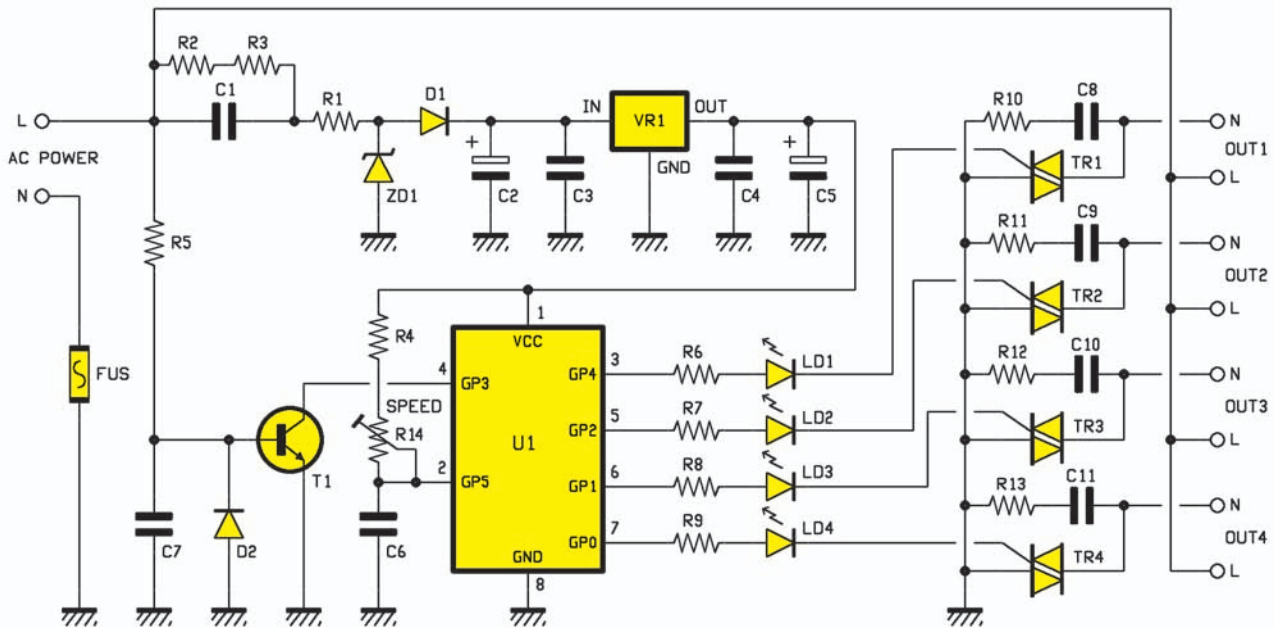 R2 R3
C1
R1
D1
IN
VR1
OUT
GND
R10
C8
N
OUT1
L
L
AC POWER
N
ZD1
+
C2
C3
C4
+
C5
TR1
R11
C9
N
OUT2
L
TR2
R5
FUS
R4
1
VCC
4
GP3
SPEED
R14
2
GP5
U1
GND
8
GP4
3
R6
LD1
GP2
5
R7
LD2
GP1
6
R8
LD3
GP0
7
R9
LD4
R12
C10
N
OUT3
L
TR3
R13
C11
N
OUT4
L
TR4
T1
C7
D2
C6